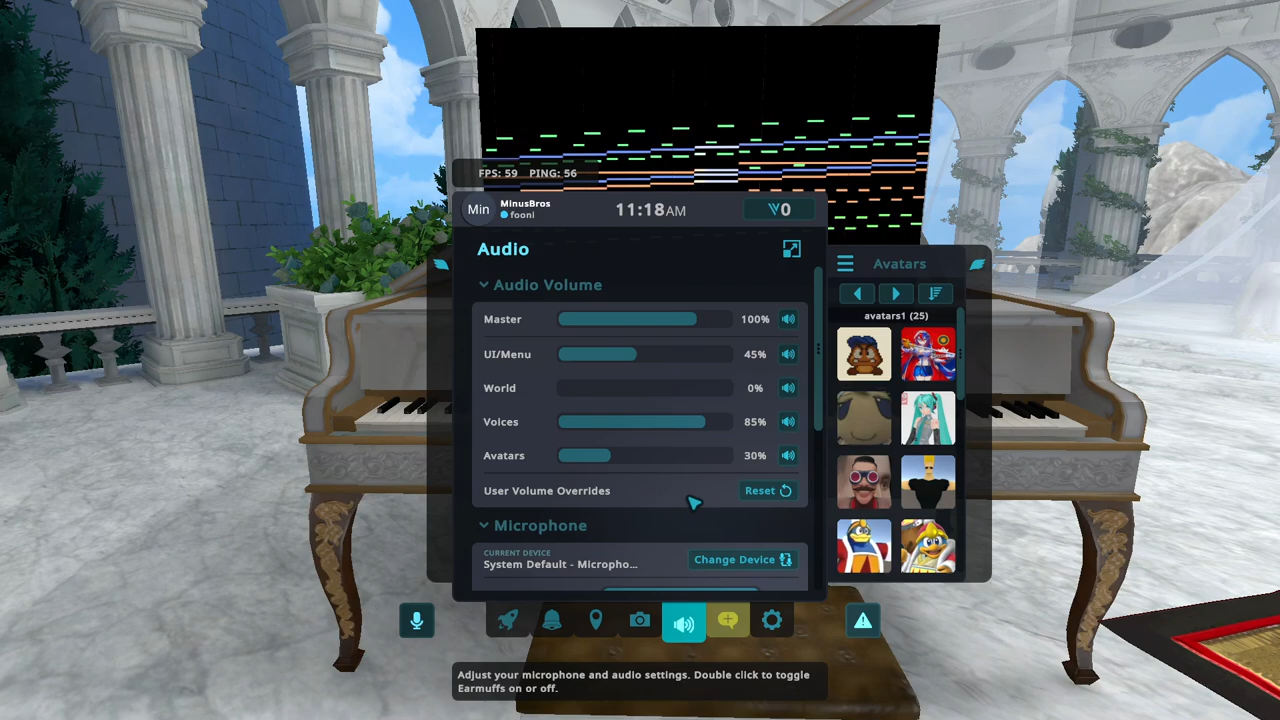 FPS: 59 PING: 56
Min
MinusBros
fooni
11:18AM
0
Audio
Audio Volume
Master 100%
UI/Menu 45%
World 0%
Voices 85%
Avatars 30%
User Volume Overrides Reset
Microphone
CURRENT DEVICE
System Default - Micropho...
Change Device
Avatars
avatars1 (25)
Adjust your microphone and audio settings. Double click to toggle
Earmuffs on or off.